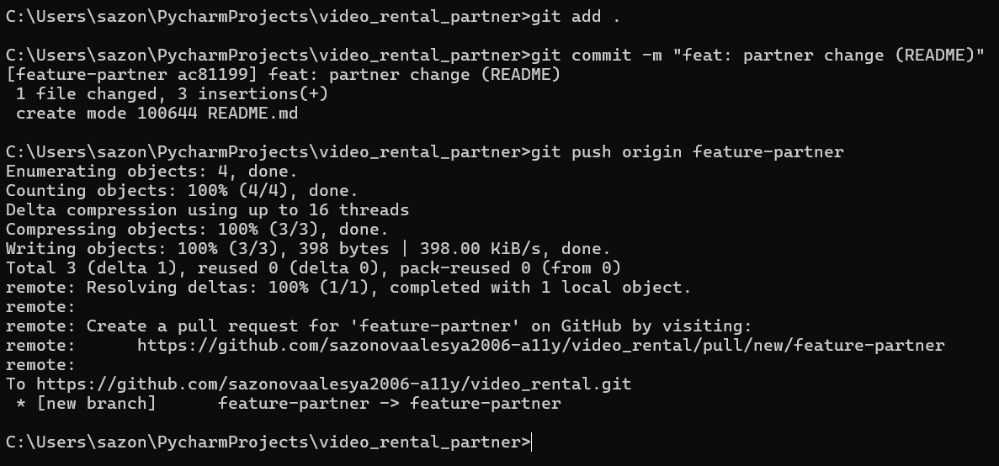 C:\Users\sazon\PycharmProjects\video_rental_partner>git add .
C:\Users\sazon\PycharmProjects\video_rental_partner>git commit -m "feat: partner change (README)"
[feature-partner ac81199] feat: partner change (README)
 1 file changed, 3 insertions(+)
 create mode 100644 README.md
C:\Users\sazon\PycharmProjects\video_rental_partner>git push origin feature-partner
Enumerating objects: 4, done.
Counting objects: 100% (4/4), done.
Delta compression using up to 16 threads
Compressing objects: 100% (3/3), done.
Writing objects: 100% (3/3), 398 bytes | 398.00 KiB/s, done.
Total 3 (delta 1), reused 0 (delta 0), pack-reused 0 (from 0)
remote: Resolving deltas: 100% (1/1), completed with 1 local object.
remote:
remote: Create a pull request for 'feature-partner' on GitHub by visiting:
remote:      https://github.com/sazonovaalesya2006-a11y/video_rental/pull/new/feature-partner
remote:
To https://github.com/sazonovaalesya2006-a11y/video_rental.git
 * [new branch]      feature-partner -> feature-partner
C:\Users\sazon\PycharmProjects\video_rental_partner>